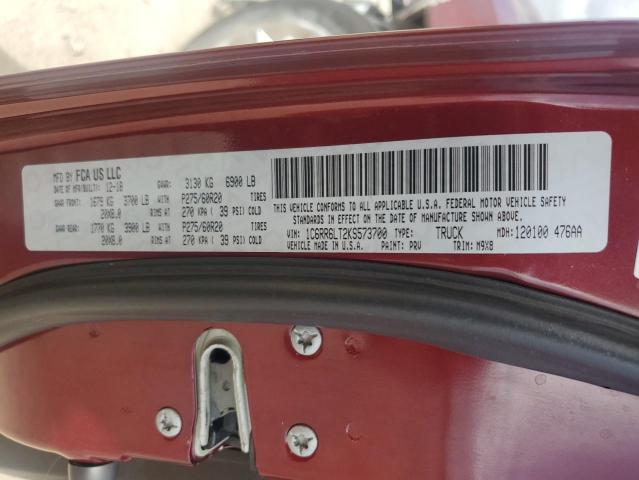 MFD BY FCA US LLC
DATE OF MFR(BUILT): 12-18 GVWR: 3130 KG 6900 LB
GAWR FRONT: 1679 KG 3700 LB WITH P275/60R20
20X8.0 RIMS AT 270 KPA ( 39 PSI) COLD
GAWR REAR: 1770 KG 3900 LB WITH P275/60R20
20X8.0 RIMS AT 270 KPA ( 39 PSI) COLD
THIS VEHICLE CONFORMS TO ALL APPLICABLE U.S.A. FEDERAL MOTOR VEHICLE SAFETY
STANDARDS IN EFFECT ON THE DATE OF MANUFACTURE SHOWN ABOVE.
VIN: 1C6RR6LT2KS573700 TYPE: TRUCK MDH: 120100 476AA
VEHICLE MADE IN U.S.A. PAINT: PRV TRIM: M9X8